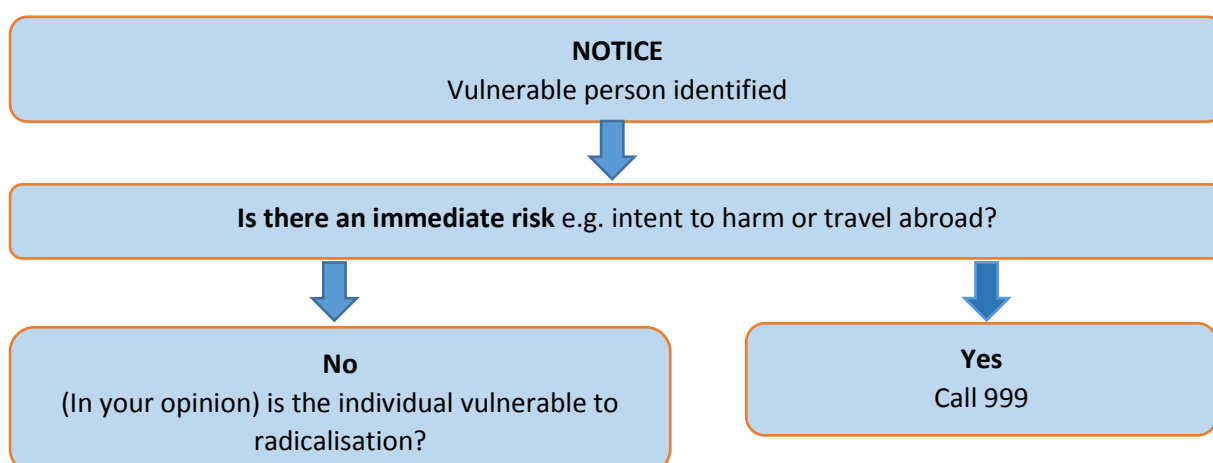 NOTICE
Vulnerable person identified
Is there an immediate risk e.g. intent to harm or travel abroad?
No
(In your opinion) is the individual vulnerable to
radicalisation?
Yes
Call 999